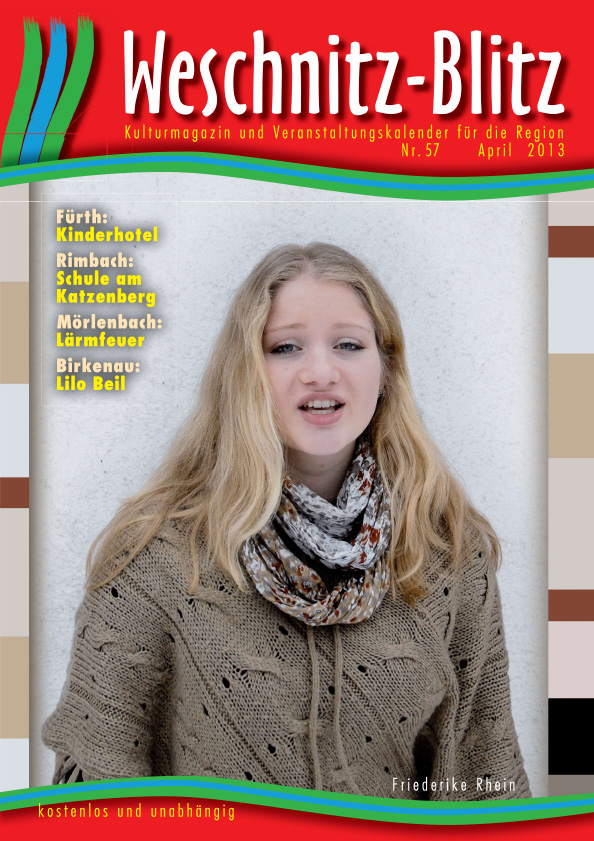 Weschnitz-Blitz
Kulturmagazin und Veranstaltungskalender für die Region
Nr. 57 April 2013
Fürth:
Kinderhotel
Rimbach:
Schule am
Katzenberg
Mörlenbach:
Lärmfeuer
Birkenau:
Lilo Beil
Friederike Rhein
kostenlos und unabhängig